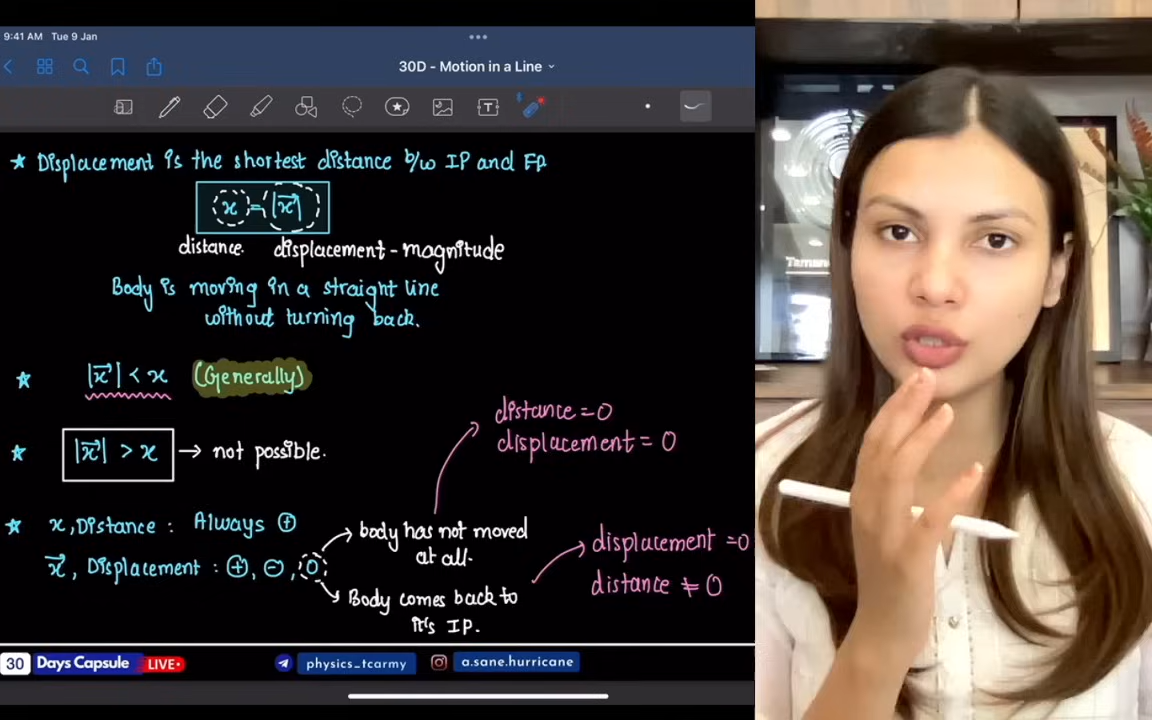 9:41 AM Tue 9 Jan
30D - Motion in a Line
★ Displacement is the shortest distance b/w IP and FP
x = |x⃗|
distance. displacement - magnitude
Body is moving in a straight line
without turning back.
★ |x⃗| < x (Generally)
distance = 0
displacement = 0
★ |x⃗| > x → not possible.
★ x, Distance : Always ⊕
x⃗, Displacement : ⊕, ⊖, 0
body has not moved
at all.
Body comes back to
it's IP.
displacement = 0
distance ≠ 0
30 Days Capsule LIVE
physics_tcarmy
a.sane.hurricane